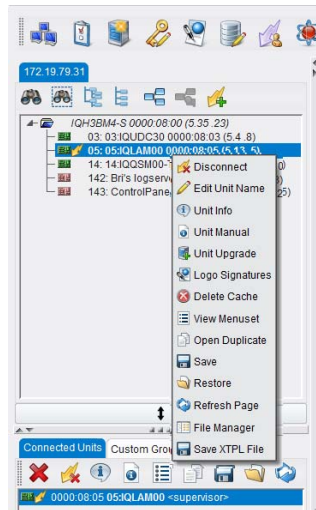 172.19.79.31
IQH3BM4-S 0000:08:00 (5.35.23)
03: 03:IQUDC30 0000:08:03 (5.4.8)
05: 05:IQLAM00 0000:08:05 (5.13.5)
14: 14:IQQSM00-
142: Bri's logserv
143: ControlPane
Disconnect
Edit Unit Name
Unit Info
Unit Manual
Unit Upgrade
Logo Signatures
Delete Cache
View Menuset
Open Duplicate
Save
Restore
Refresh Page
File Manager
Save XTPL File
Connected Units
Custom Gro
0000:08:05 05:IQLAM00 <supervisor>